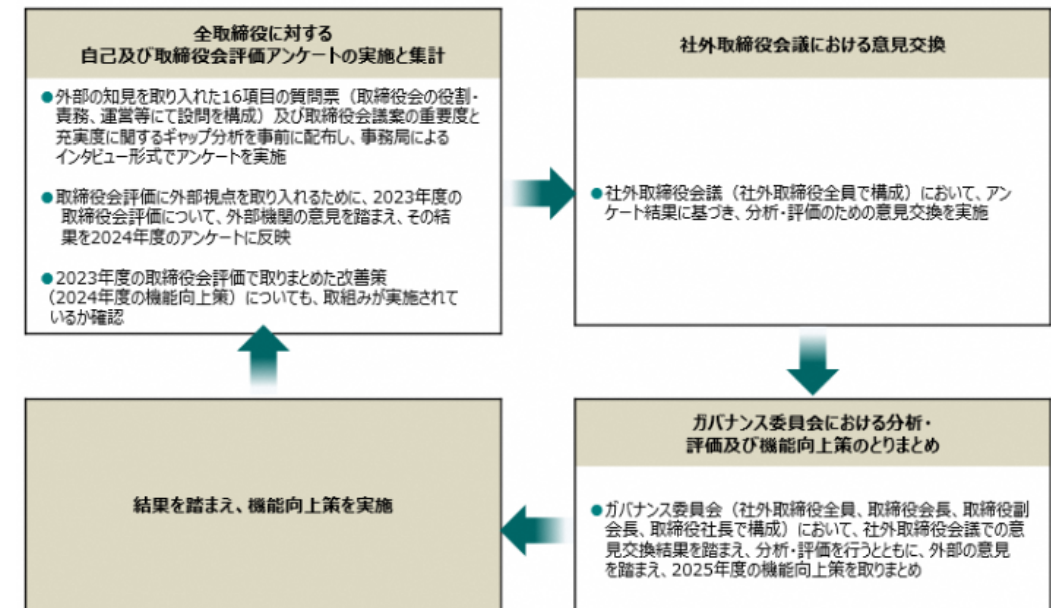 全取締役に対する
自己及び取締役会評価アンケートの実施と集計
●外部の知見を取り入れた16項目の質問票（取締役会の役割・
責務、運営等にて設問を構成）及び取締役会議案の重要度と
充実度に関するギャップ分析を事前に配布し、事務局による
インタビュー形式でアンケートを実施
●取締役会評価に外部視点を取り入れるために、2023年度の
取締役会評価について、外部機関の意見を踏まえ、その結
果を2024年度のアンケートに反映
●2023年度の取締役会評価で取りまとめた改善策
（2024年度の機能向上策）についても、取組みが実施されて
いるか確認
社外取締役会議における意見交換
●社外取締役会議（社外取締役全員で構成）において、アン
ケート結果に基づき、分析・評価のための意見交換を実施
ガバナンス委員会における分析・
評価及び機能向上策のとりまとめ
●ガバナンス委員会（社外取締役全員、取締役会長、取締役副
会長、取締役社長で構成）において、社外取締役会議での意
見交換結果を踏まえ、分析・評価を行うとともに、外部の意見
を踏まえ、2025年度の機能向上策を取りまとめ
結果を踏まえ、機能向上策を実施